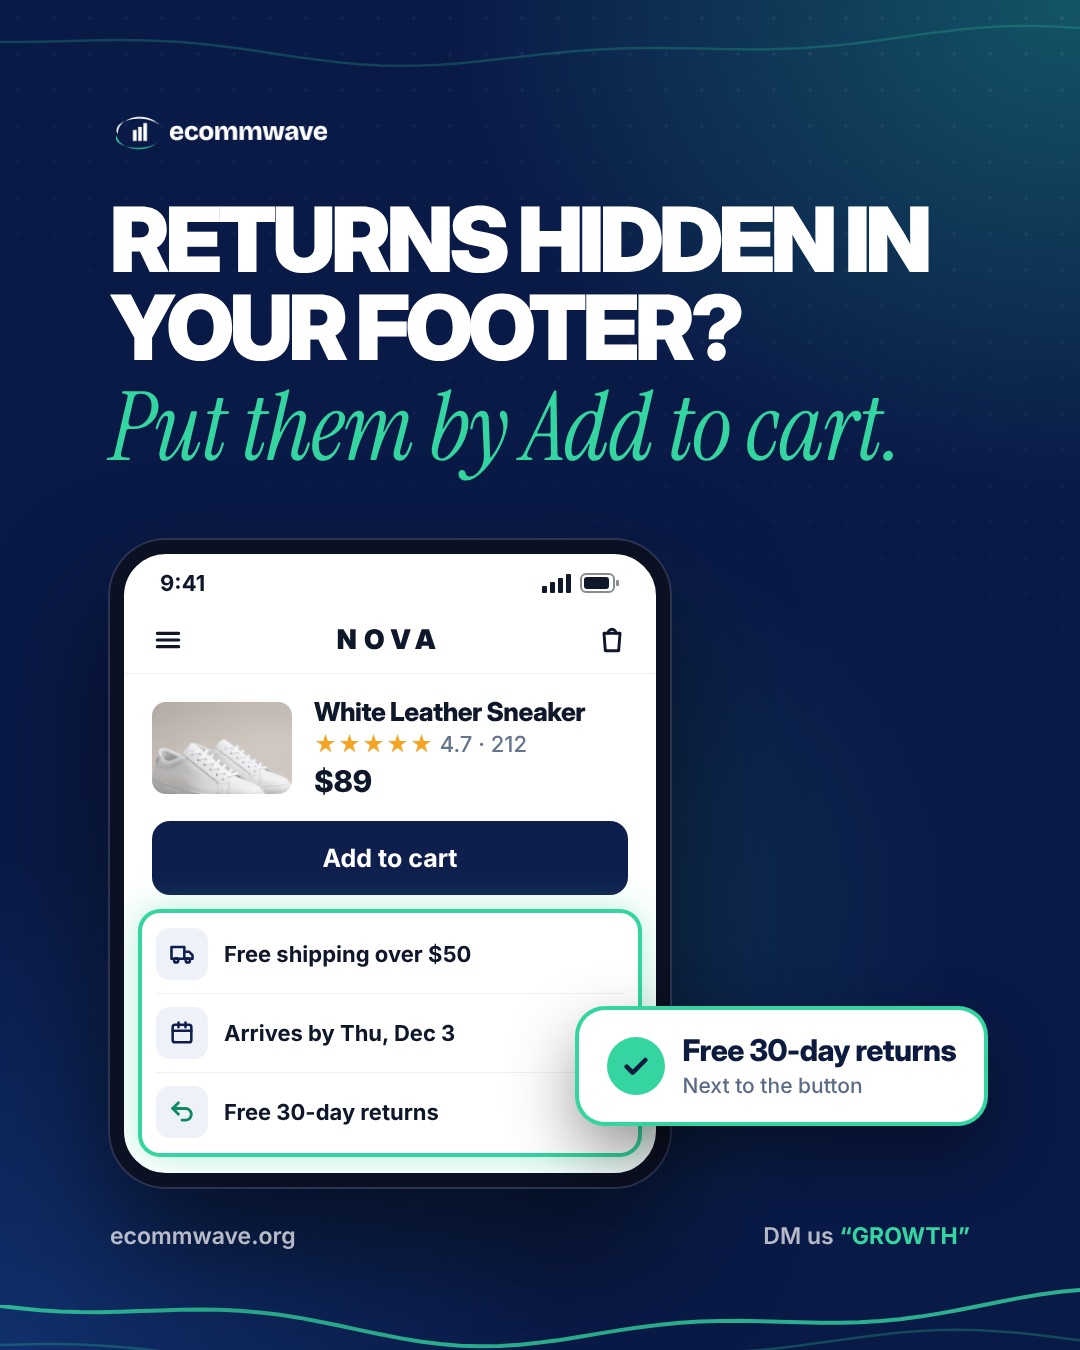 ecommwave
RETURNS HIDDEN IN
YOUR FOOTER?
Put them by Add to cart.
9:41
NOVA
White Leather Sneaker
★★★★★ 4.7 · 212
$89
Add to cart
Free shipping over $50
Arrives by Thu, Dec 3
Free 30-day returns
Free 30-day returns
Next to the button
ecommwave.org
DM us “GROWTH”